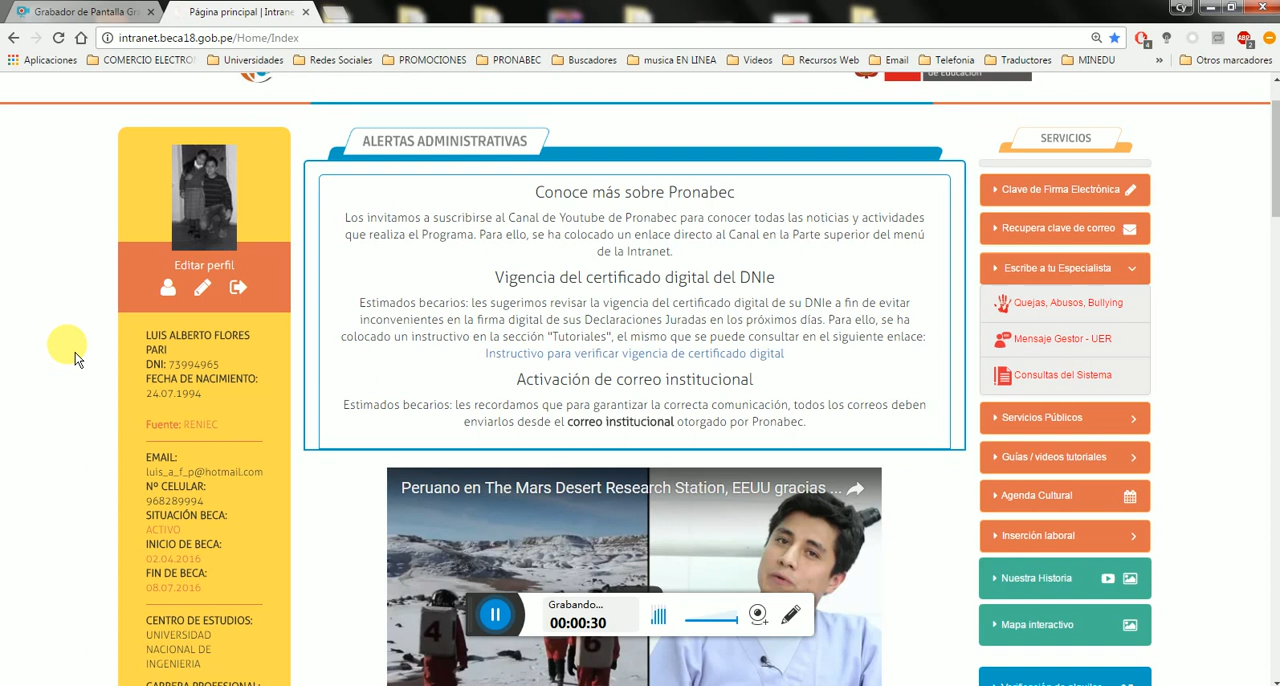 Grabador de Pantalla Gra
Página principal | Intrane
Cy
intranet.beca18.gob.pe/Home/Index
4
ABP
2
Aplicaciones
COMERCIO ELECTRO
Universidades
Redes Sociales
PROMOCIONES
PRONABEC
Buscadores
musica EN LINEA
Videos
Recursos Web
Email
Telefonia
Traductores
MINEDU
»
Otros marcadores
de Educación
Editar perfil
LUIS ALBERTO FLORES
PARI
DNI: 73994965
FECHA DE NACIMIENTO:
24.07.1994
Fuente: RENIEC
EMAIL:
luis_a_f_p@hotmail.com
Nº CELULAR:
968289994
SITUACIÓN BECA:
ACTIVO
INICIO DE BECA:
02.04.2016
FIN DE BECA:
08.07.2016
CENTRO DE ESTUDIOS:
UNIVERSIDAD
NACIONAL DE
INGENIERIA
CARRERA PROFESIONAL:
ALERTAS ADMINISTRATIVAS
Conoce más sobre Pronabec
Los invitamos a suscribirse al Canal de Youtube de Pronabec para conocer todas las noticias y actividades
que realiza el Programa. Para ello, se ha colocado un enlace directo al Canal en la Parte superior del menú
de la Intranet.
Vigencia del certificado digital del DNIe
Estimados becarios: les sugerimos revisar la vigencia del certificado digital de su DNIe a fin de evitar
inconvenientes en la firma digital de sus Declaraciones Juradas en los próximos días. Para ello, se ha
colocado un instructivo en la sección "Tutoriales", el mismo que se puede consultar en el siguiente enlace:
Instructivo para verificar vigencia de certificado digital
Activación de correo institucional
Estimados becarios: les recordamos que para garantizar la correcta comunicación, todos los correos deben
enviarlos desde el correo institucional otorgado por Pronabec.
Peruano en The Mars Desert Research Station, EEUU gracias ...
4
6
Grabando...
00:00:30
SERVICIOS
Clave de Firma Electrónica
Recupera clave de correo
Escribe a tu Especialista
Quejas, Abusos, Bullying
Mensaje Gestor - UER
Consultas del Sistema
Servicios Públicos
Guías / videos tutoriales
Agenda Cultural
Inserción laboral
Nuestra Historia
Mapa interactivo